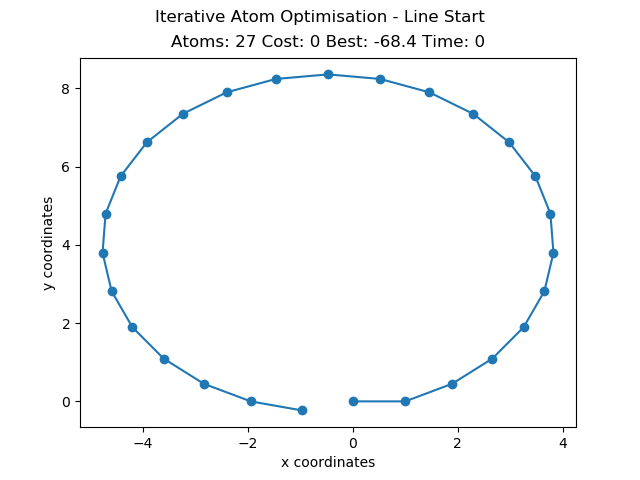 Iterative Atom Optimisation - Line Start
Atoms: 27 Cost: 0 Best: -68.4 Time: 0
8
6
4
2
0
y coordinates
−4
−2
0
2
4
x coordinates